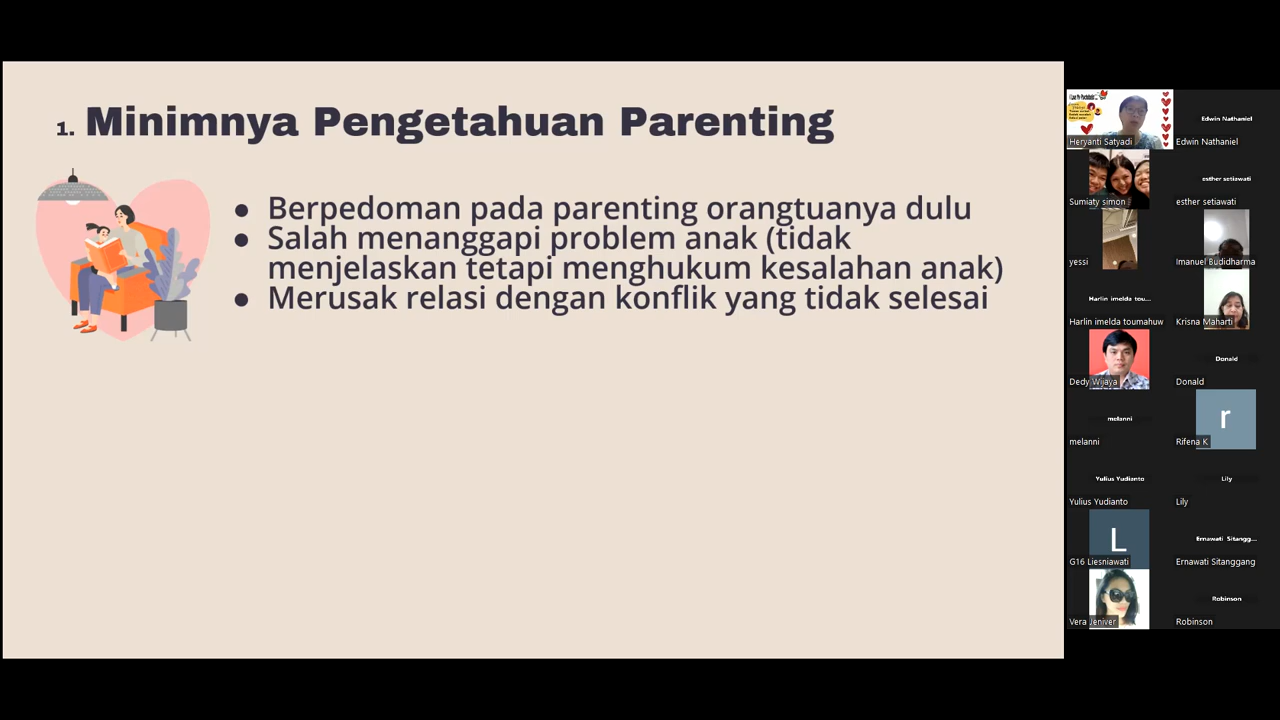 1. Minimnya Pengetahuan Parenting
● Berpedoman pada parenting orangtuanya dulu
● Salah menanggapi problem anak (tidak
menjelaskan tetapi menghukum kesalahan anak)
● Merusak relasi dengan konflik yang tidak selesai
Heryanti Satyadi
Edwin Nathaniel
Edwin Nathaniel
Sumiaty simon
esther setiawati
esther setiawati
yessi
Imanuel Budidharma
Harlin imelda tou...
Harlin imelda toumahuw
Krisna Maharti
Dedy Wijaya
Donald
Donald
melanni
melanni
r
Rifena K
Yulius Yudianto
Yulius Yudianto
Lily
Lily
L
G16 Liesniawati
Ernawati Sitangg...
Ernawati Sitanggang
Vera Jeniver
Robinson
Robinson